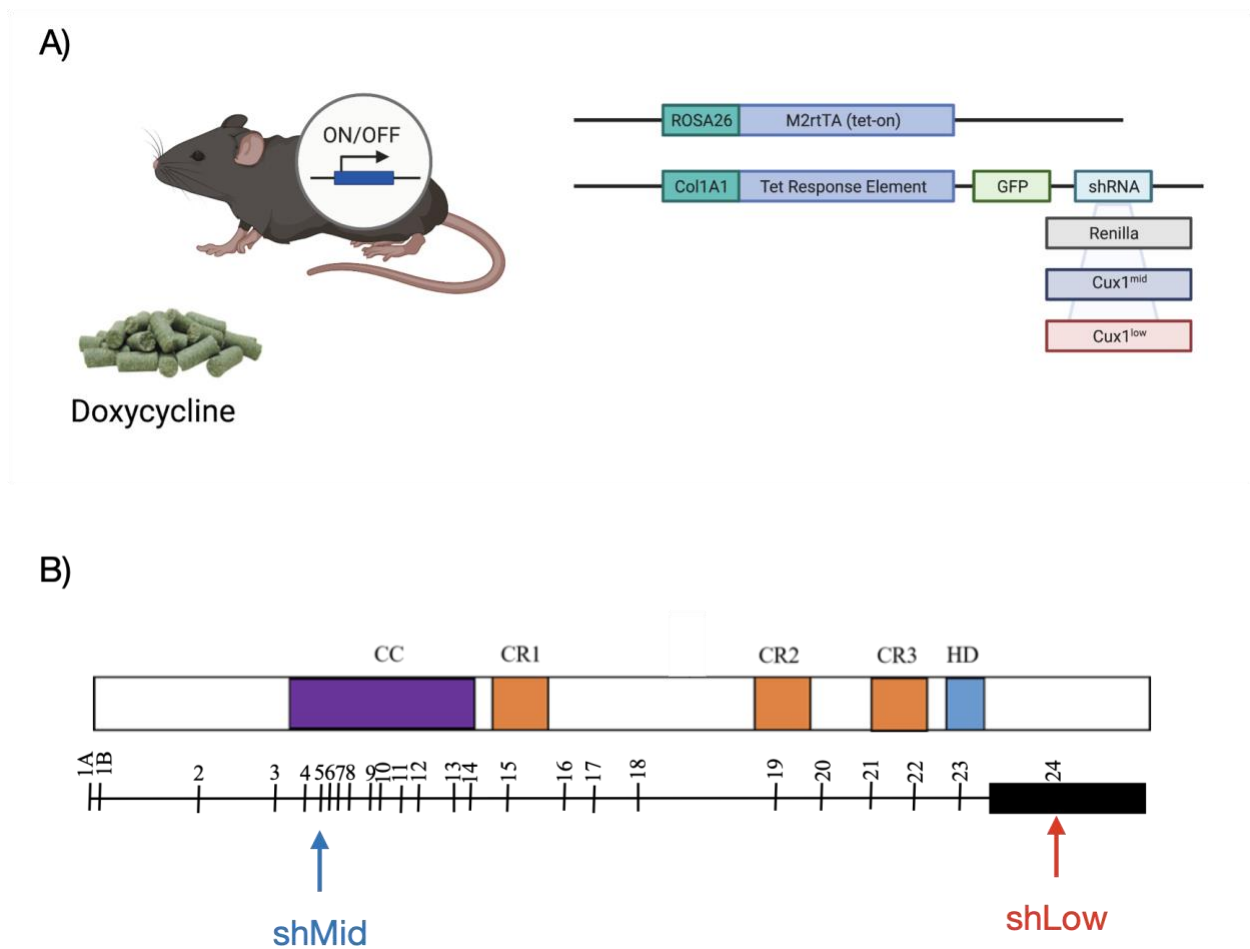 A)
ON/OFF
Doxycycline
ROSA26 M2rtTA (tet-on)
Col1A1 Tet Response Element GFP shRNA
Renilla
Cux1mid
Cux1low
B)
CC CR1 CR2 CR3 HD
1A 1B 2 3 4 5 6 7 8 9 10 11 12 13 14 15 16 17 18 19 20 21 22 23 24
shMid shLow